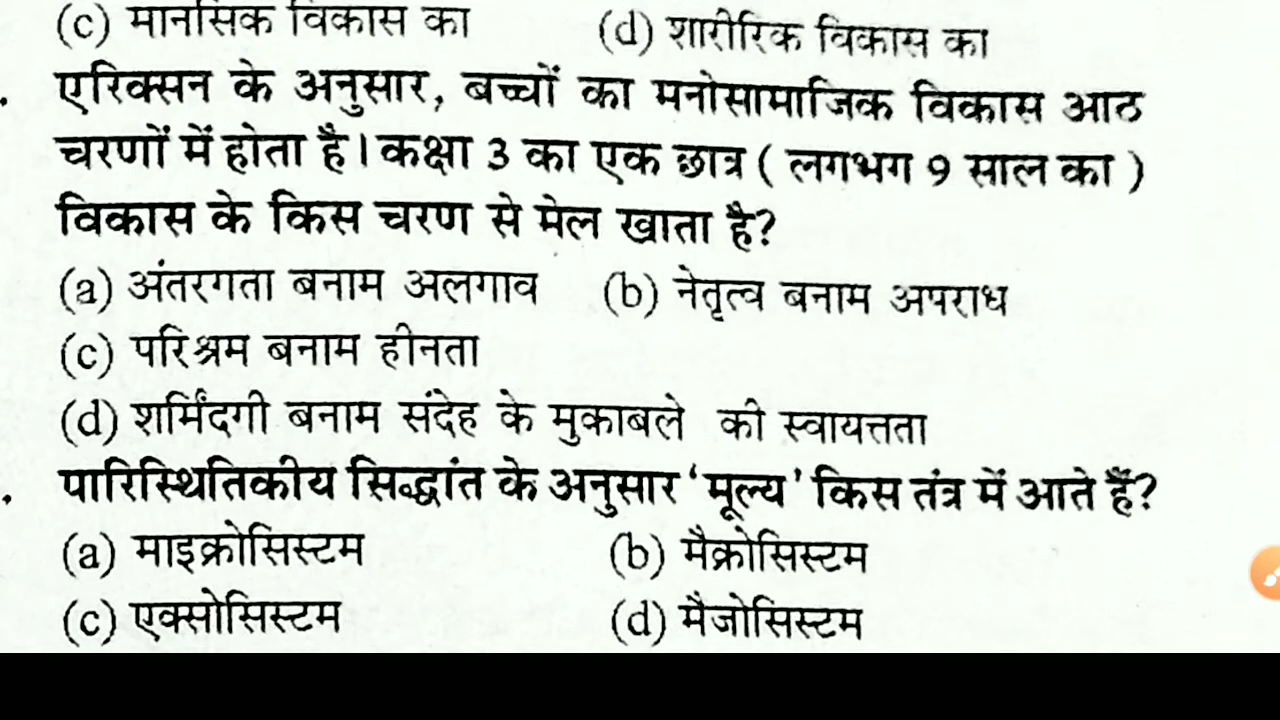 (c) मानसिक विकास का (d) शारीरिक विकास का
एरिक्सन के अनुसार, बच्चों का मनोसामाजिक विकास आठ
चरणों में होता है। कक्षा 3 का एक छात्र ( लगभग 9 साल का )
विकास के किस चरण से मेल खाता है?
(a) अंतरगता बनाम अलगाव (b) नेतृत्व बनाम अपराध
(c) परिश्रम बनाम हीनता
(d) शर्मिंदगी बनाम संदेह के मुकाबले की स्वायत्तता
पारिस्थितिकीय सिद्धांत के अनुसार 'मूल्य' किस तंत्र में आते हैं?
(a) माइक्रोसिस्टम (b) मैक्रोसिस्टम
(c) एक्सोसिस्टम (d) मैजोसिस्टम